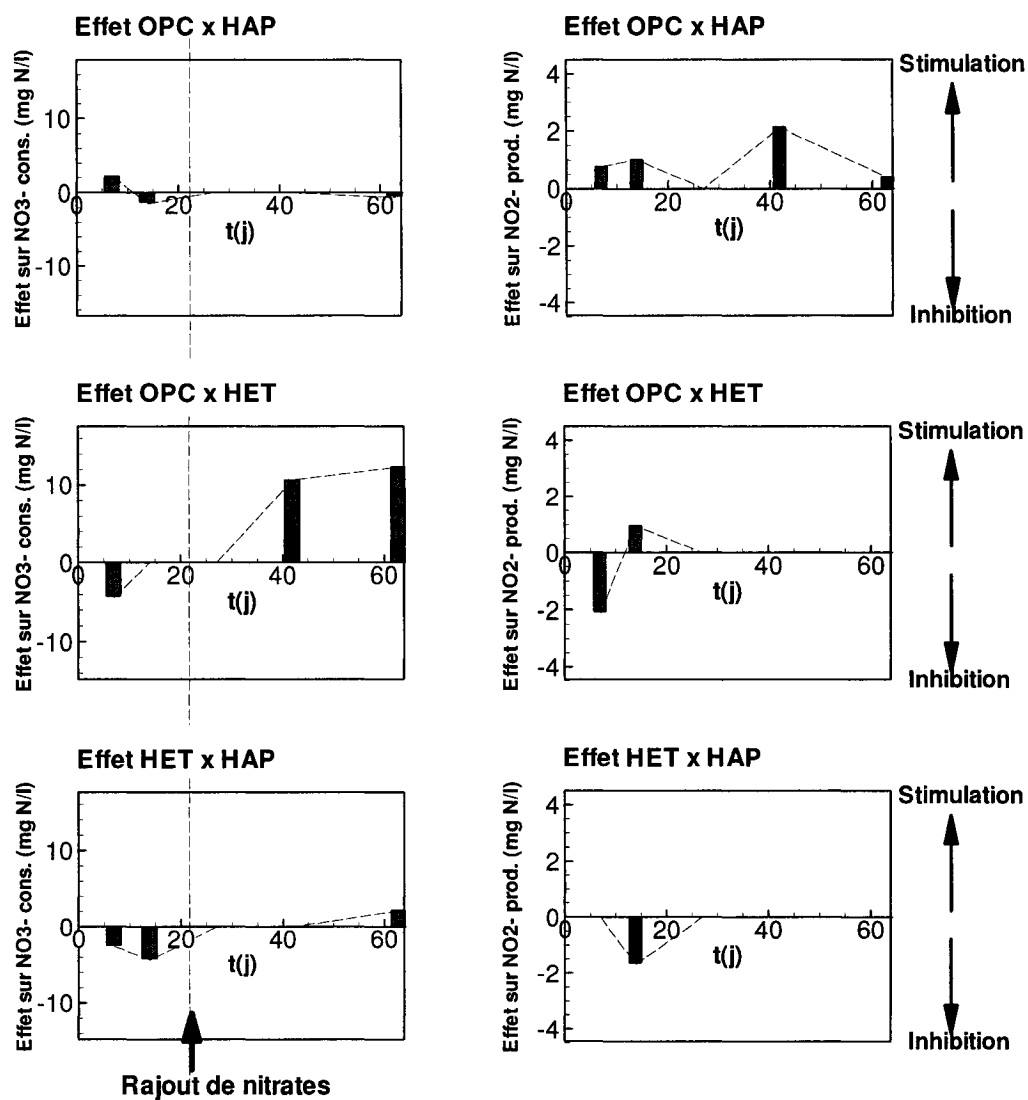 Effet OPC x HAP
Effet sur NO3- cons. (mg N/l)
10
0
-10
0
20
40
60
t(j)
Effet OPC x HAP
Effet sur NO2- prod. (mg N/l)
4
2
0
-2
-4
0
20
40
60
t(j)
Stimulation
Inhibition
Effet OPC x HET
Effet sur NO3- cons. (mg N/l)
10
0
-10
0
20
40
60
t(j)
Effet OPC x HET
Effet sur NO2- prod. (mg N/l)
4
2
0
-2
-4
0
20
40
60
t(j)
Stimulation
Inhibition
Effet HET x HAP
Effet sur NO3- cons. (mg N/l)
10
0
-10
0
20
40
60
t(j)
Rajout de nitrates
Effet HET x HAP
Effet sur NO2- prod. (mg N/l)
4
2
0
-2
-4
0
20
40
60
t(j)
Stimulation
Inhibition